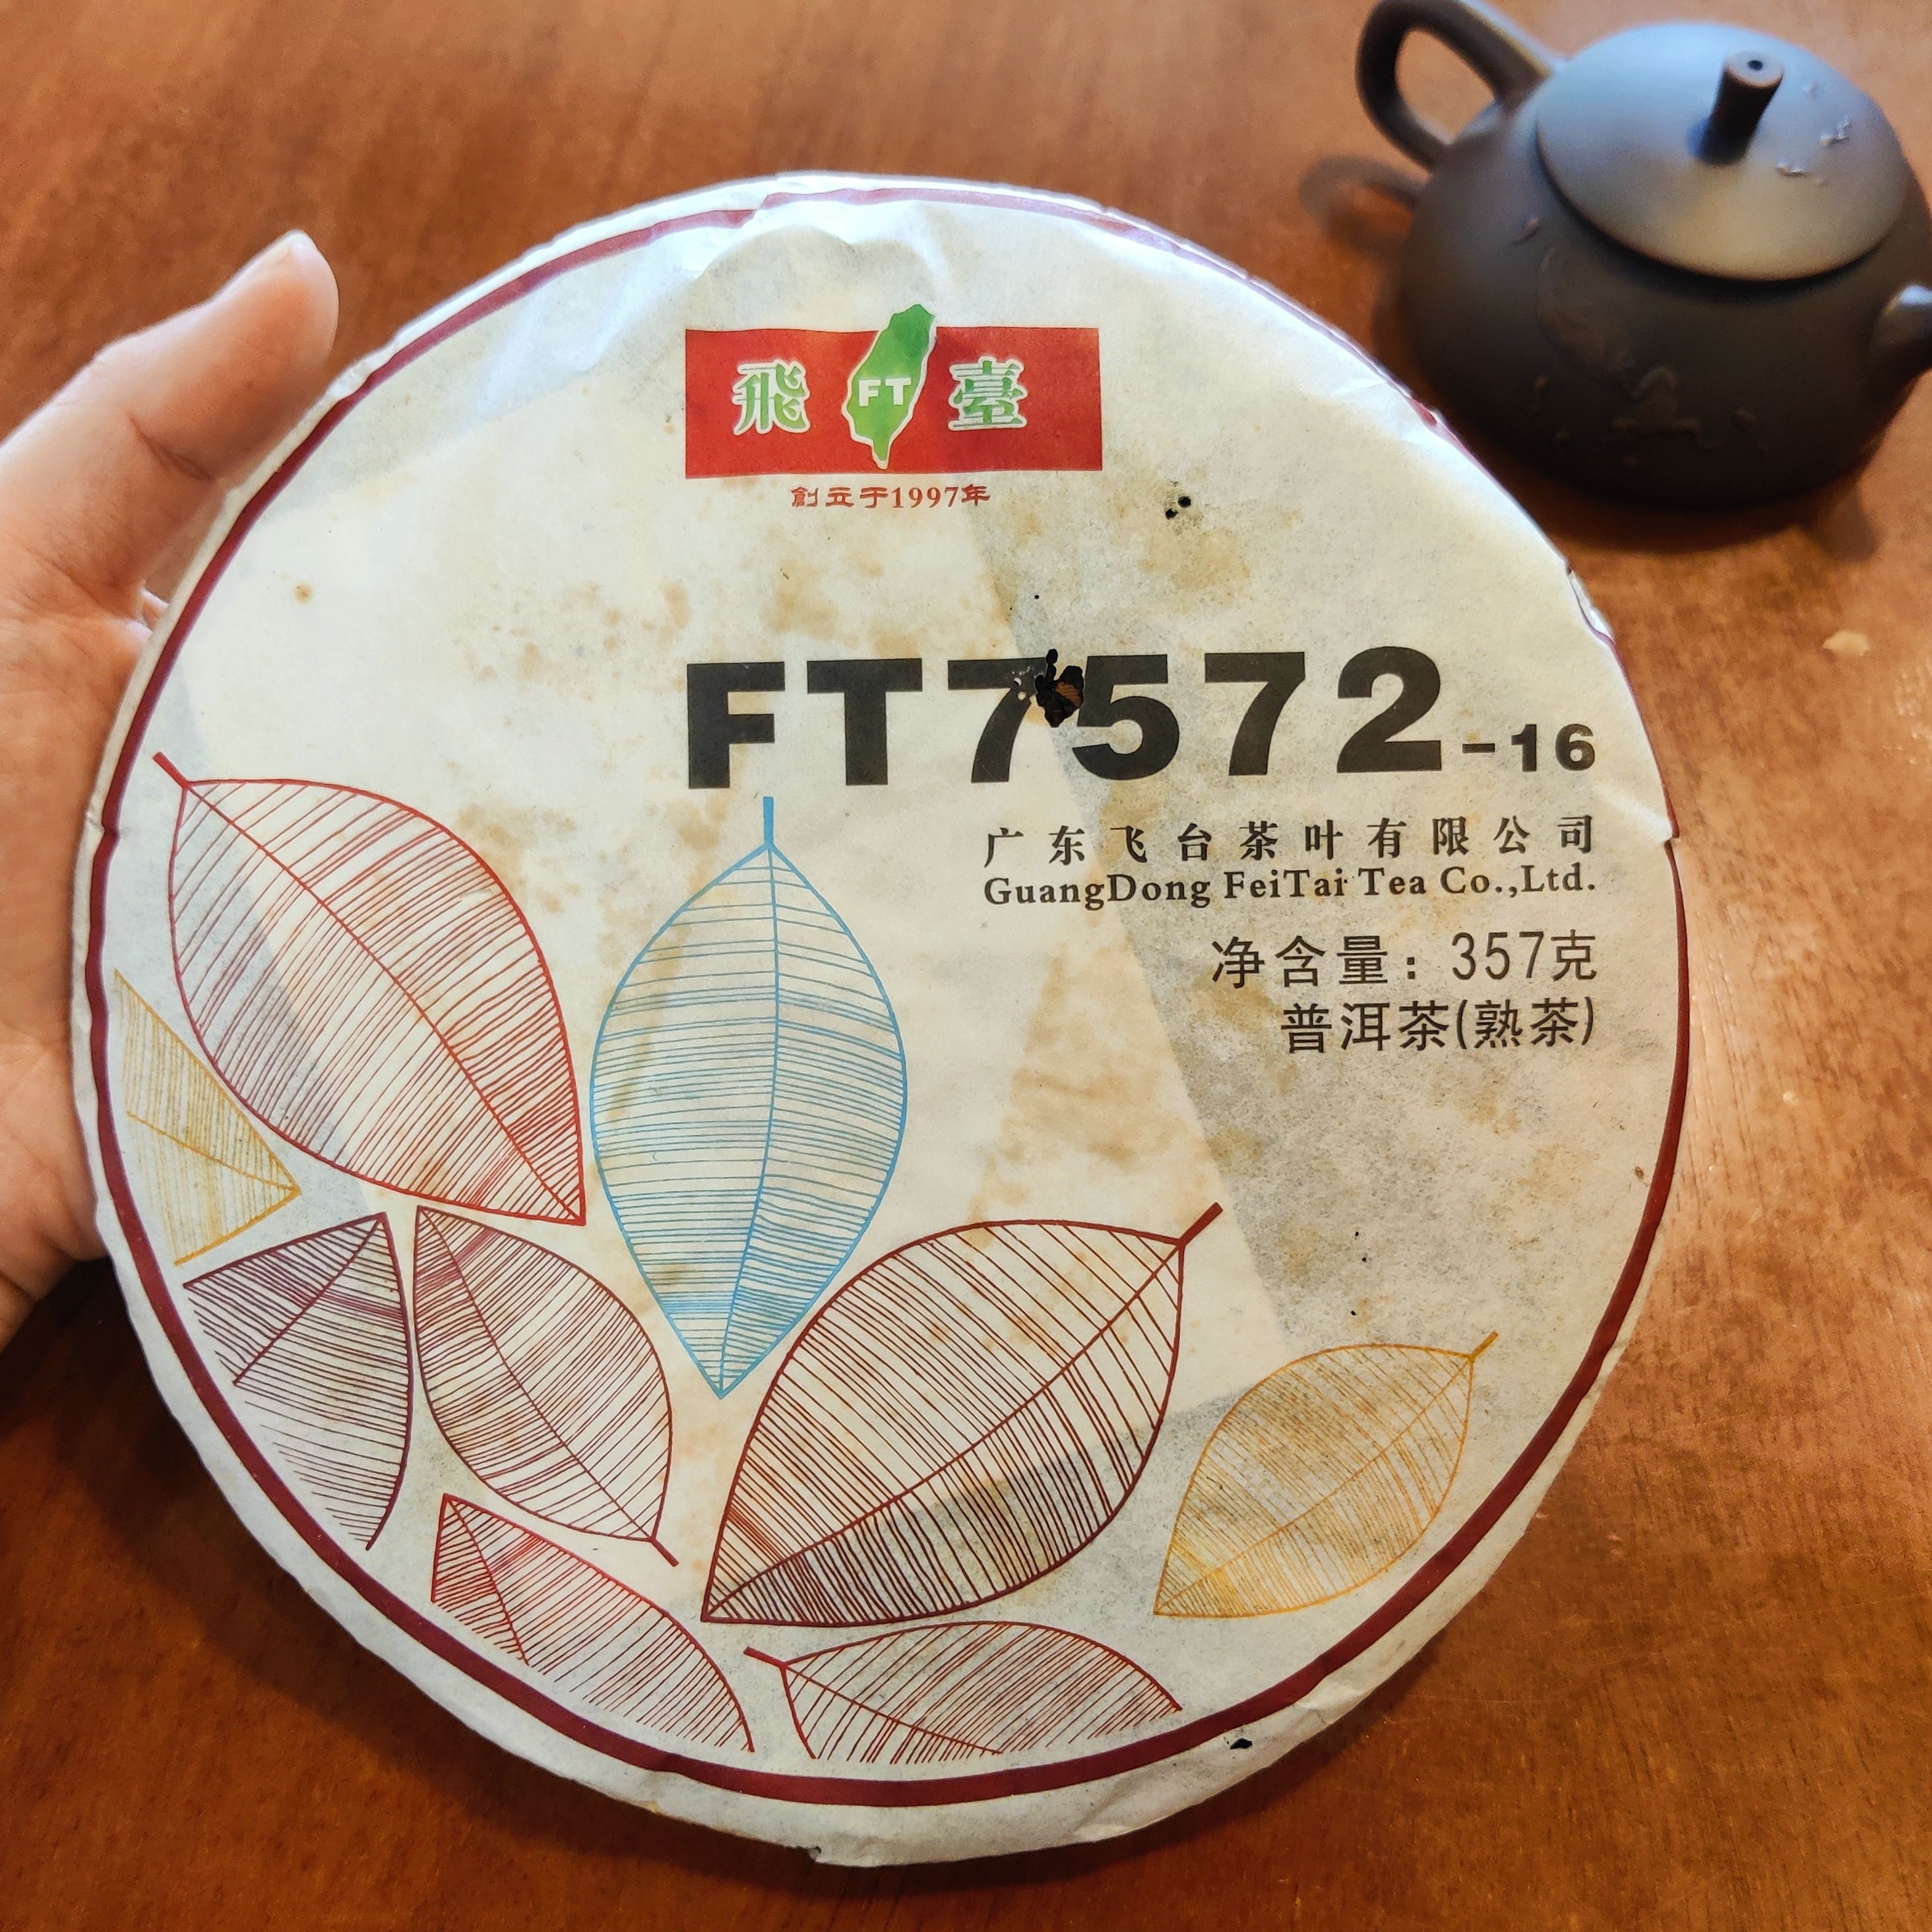 飛 FT 臺
創立于1997年
FT7572-16
广东飞台茶叶有限公司
GuangDong FeiTai Tea Co.,Ltd.
净含量：357克
普洱茶(熟茶)